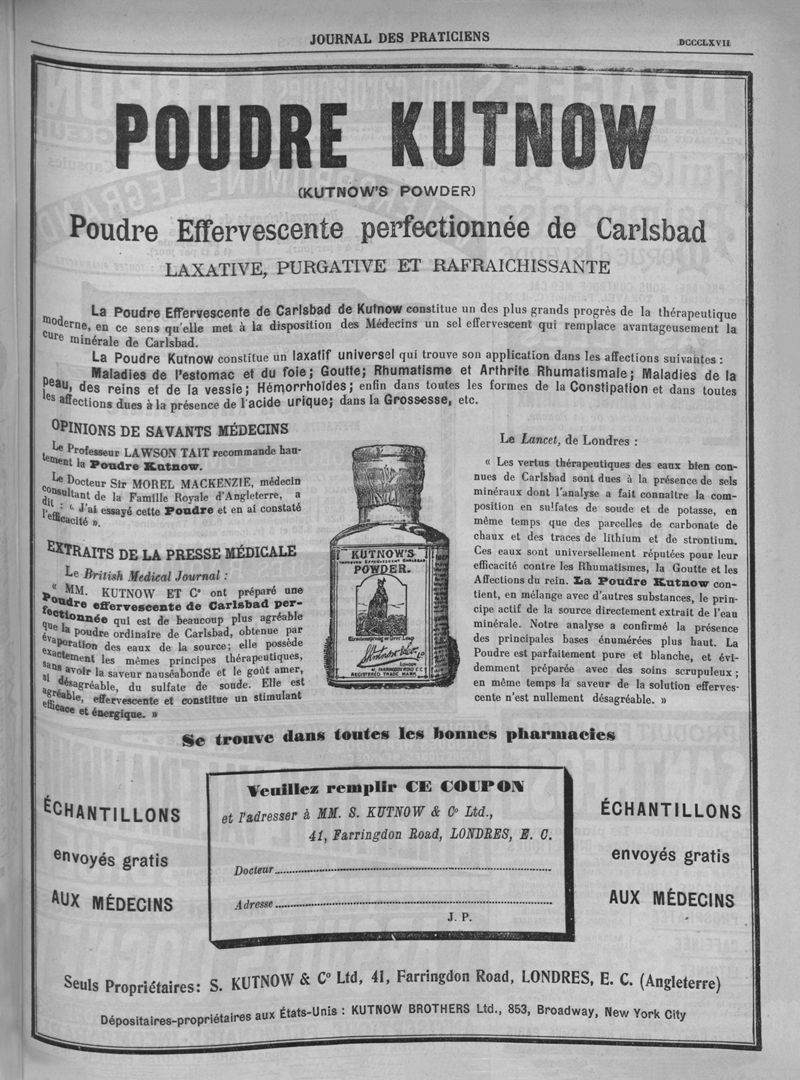 JOURNAL DES PRATICIENS
DCCCLXVII
POUDRE KUTNOW
(KUTNOW'S POWDER)
Poudre Effervescente perfectionnée de Carlsbad
LAXATIVE, PURGATIVE ET RAFRAICHISSANTE
La Poudre Effervescente de Carlsbad de Kutnow constitue un des plus grands progrès de la thérapeutique
moderne, en ce sens qu'elle met à la disposition des Médecins un sel effervescent qui remplace avantageusement la
cure minérale de Carlsbad.
La Poudre Kutnow constitue un laxatif universel qui trouve son application dans les affections suivantes :
Maladies de l'estomac et du foie; Goutte; Rhumatisme et Arthrite Rhumatismale; Maladies de la
peau, des reins et de la vessie; Hémorrhoïdes; enfin dans toutes les formes de la Constipation et dans toutes
les affections dues à la présence de l'acide urique; dans la Grossesse, etc.
OPINIONS DE SAVANTS MÉDECINS
Le Professeur LAWSON TAIT recommande hau-
tement la Poudre Kutnow.
Le Docteur Sir MOREL MACKENZIE, médecin
consultant de la Famille Royale d'Angleterre, a
dit : « J'ai essayé cette Poudre et en ai constaté
l'efficacité ».
EXTRAITS DE LA PRESSE MÉDICALE
Le British Medical Journal :
« MM. KUTNOW ET Cº ont préparé une
Poudre effervescente de Carlsbad per-
fectionnée qui est de beaucoup plus agréable
que la poudre ordinaire de Carlsbad, obtenue par
évaporation des eaux de la source; elle possède
exactement les mêmes principes thérapeutiques,
sans avoir la saveur nauséabonde et le goût amer,
si désagréable, du sulfate de soude. Elle est
agréable, effervescente et constitue un stimulant
efficace et énergique. »
KUTNOW'S
IMPROVED EFFERVESCENT CARLSBAD
POWDER.
London
41, FARRINGDON ROAD E.C.
REGISTERED TRADE MARK
Le Lancet, de Londres :
« Les vertus thérapeutiques des eaux bien con-
nues de Carlsbad sont dues à la présence de sels
minéraux dont l'analyse a fait connaître la com-
position en sulfates de soude et de potasse, en
même temps que des parcelles de carbonate de
chaux et des traces de lithium et de strontium.
Ces eaux sont universellement réputées pour leur
efficacité contre les Rhumatismes, la Goutte et les
Affections du rein. La Poudre Kutnow con-
tient, en mélange avec d'autres substances, le prin-
cipe actif de la source directement extrait de l'eau
minérale. Notre analyse a confirmé la présence
des principales bases énumérées plus haut. La
Poudre est parfaitement pure et blanche, et évi-
demment préparée avec des soins scrupuleux ;
en même temps la saveur de la solution efferves-
cente n'est nullement désagréable. »
Se trouve dans toutes les bonnes pharmacies
ÉCHANTILLONS
envoyés gratis
AUX MÉDECINS
Veuillez remplir CE COUPON
et l'adresser à MM. S. KUTNOW & Cº Ltd.,
41, Farringdon Road, LONDRES, E. C.
Docteur
Adresse
J. P.
ÉCHANTILLONS
envoyés gratis
AUX MÉDECINS
Seuls Propriétaires: S. KUTNOW & Cº Ltd, 41, Farringdon Road, LONDRES, E. C. (Angleterre)
Dépositaires-propriétaires aux États-Unis : KUTNOW BROTHERS Ltd., 853, Broadway, New York City